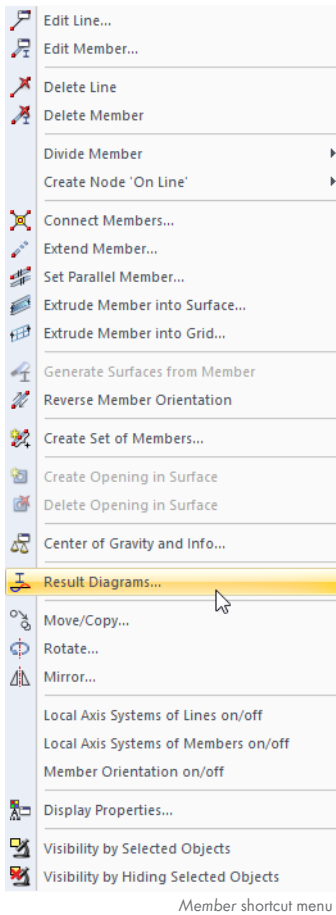 Edit Line...
Edit Member...
Delete Line
Delete Member
Divide Member
Create Node 'On Line'
Connect Members...
Extend Member...
Set Parallel Member...
Extrude Member into Surface...
Extrude Member into Grid...
Generate Surfaces from Member
Reverse Member Orientation
Create Set of Members...
Create Opening in Surface
Delete Opening in Surface
Center of Gravity and Info...
Result Diagrams...
Move/Copy...
Rotate...
Mirror...
Local Axis Systems of Lines on/off
Local Axis Systems of Members on/off
Member Orientation on/off
Display Properties...
Visibility by Selected Objects
Visibility by Hiding Selected Objects
Member shortcut menu